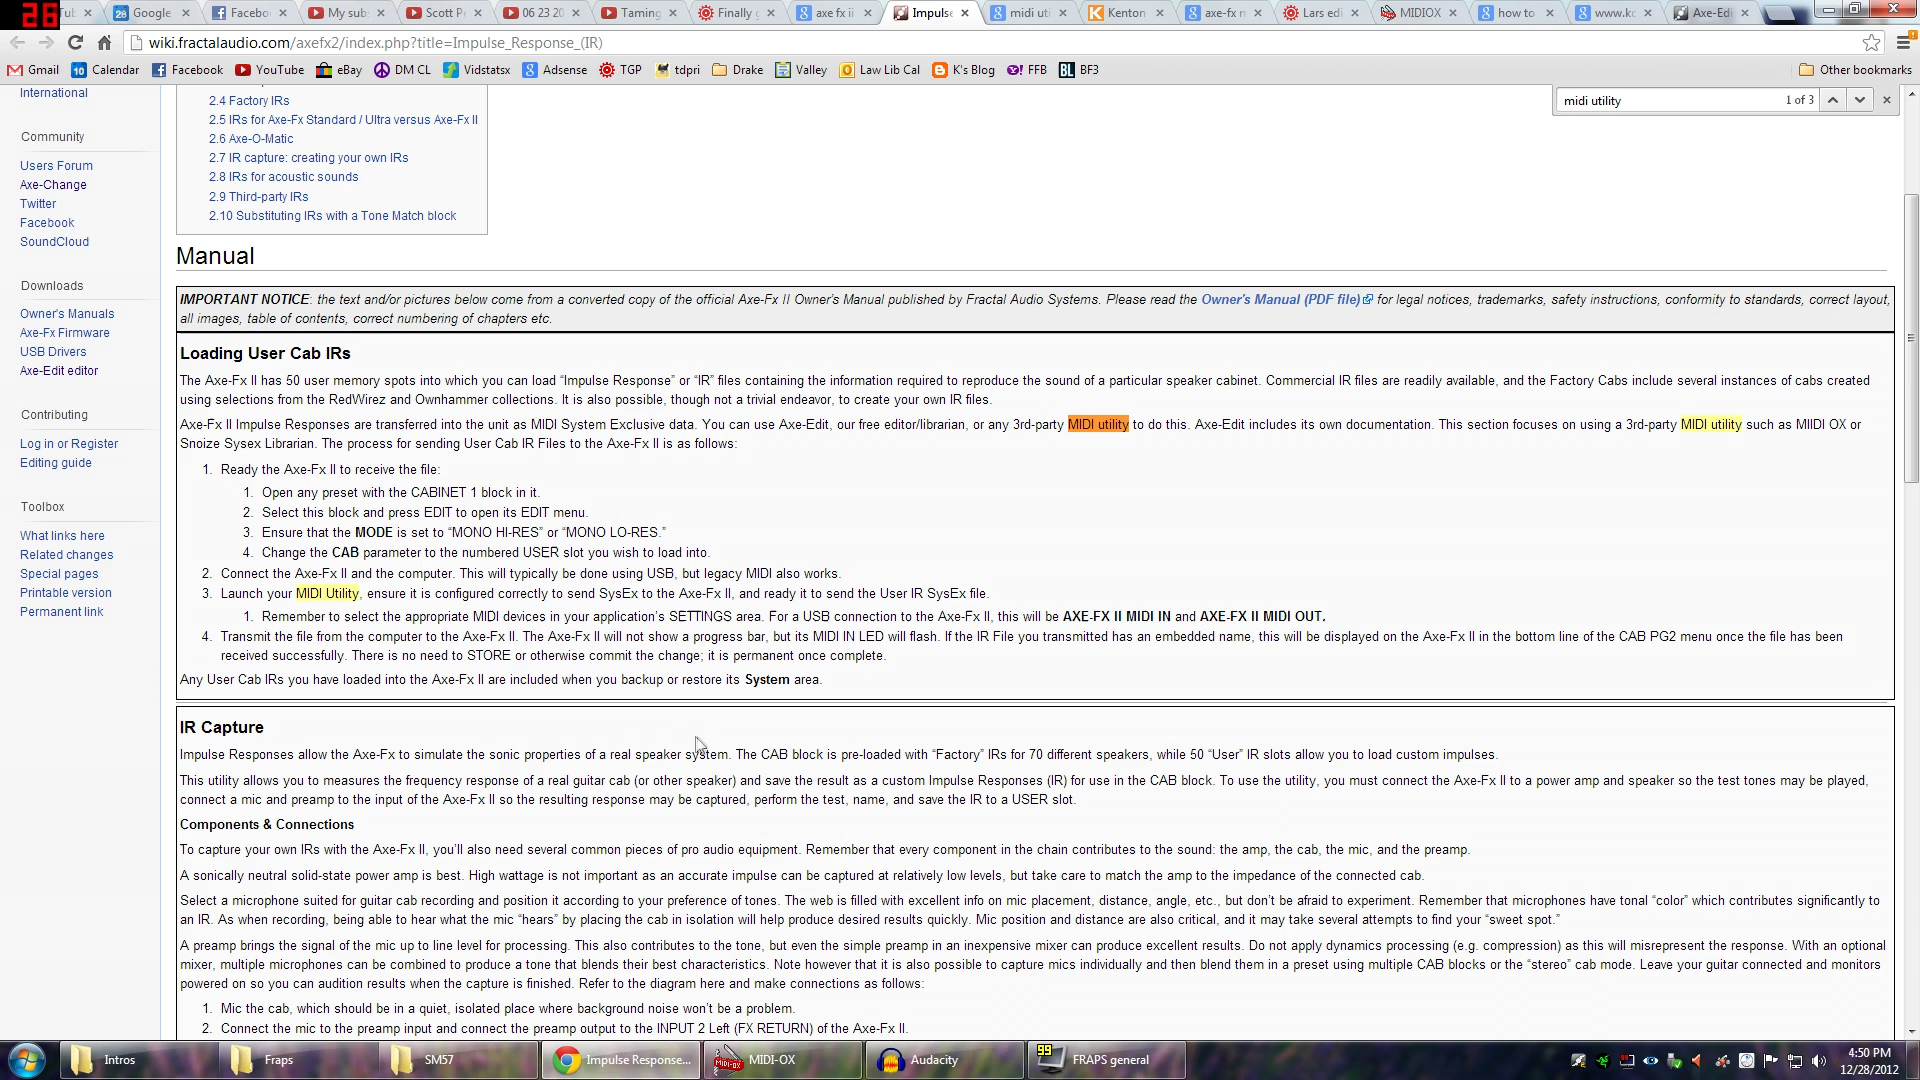 26
Tub
Google
Facebo
My sub
Scott P
06 23 20
Taming
Finally g
axe fx ii
Impuls
midi uti
Kenton
axe-fx m
Lars edi
MIDIOX
how to
www.ko
Axe-Edi
wiki.fractalaudio.com/axefx2/index.php?title=Impulse_Response_(IR)
Gmail
10 Calendar
Facebook
YouTube
eBay
DM CL
Vidstatsx
Adsense
TGP
tdpri
Drake
Valley
Law Lib Cal
K's Blog
FFB
BL BF3
Other bookmarks
midi utility 1 of 3
International
Community
Users Forum
Axe-Change
Twitter
Facebook
SoundCloud
Downloads
Owner's Manuals
Axe-Fx Firmware
USB Drivers
Axe-Edit editor
Contributing
Log in or Register
Editing guide
Toolbox
What links here
Related changes
Special pages
Printable version
Permanent link
2.4 Factory IRs
2.5 IRs for Axe-Fx Standard / Ultra versus Axe-Fx II
2.6 Axe-O-Matic
2.7 IR capture: creating your own IRs
2.8 IRs for acoustic sounds
2.9 Third-party IRs
2.10 Substituting IRs with a Tone Match block
Manual
IMPORTANT NOTICE: the text and/or pictures below come from a converted copy of the official Axe-Fx II Owner's Manual published by Fractal Audio Systems. Please read the Owner's Manual (PDF file) for legal notices, trademarks, safety instructions, conformity to standards, correct layout,
all images, table of contents, correct numbering of chapters etc.
Loading User Cab IRs
The Axe-Fx II has 50 user memory spots into which you can load “Impulse Response” or “IR” files containing the information required to reproduce the sound of a particular speaker cabinet. Commercial IR files are readily available, and the Factory Cabs include several instances of cabs created
using selections from the RedWirez and Ownhammer collections. It is also possible, though not a trivial endeavor, to create your own IR files.
Axe-Fx II Impulse Responses are transferred into the unit as MIDI System Exclusive data. You can use Axe-Edit, our free editor/librarian, or any 3rd-party MIDI utility to do this. Axe-Edit includes its own documentation. This section focuses on using a 3rd-party MIDI utility such as MIIDI OX or
Snoize Sysex Librarian. The process for sending User Cab IR Files to the Axe-Fx II is as follows:
1. Ready the Axe-Fx II to receive the file:
1. Open any preset with the CABINET 1 block in it.
2. Select this block and press EDIT to open its EDIT menu.
3. Ensure that the MODE is set to “MONO HI-RES” or “MONO LO-RES.”
4. Change the CAB parameter to the numbered USER slot you wish to load into.
2. Connect the Axe-Fx II and the computer. This will typically be done using USB, but legacy MIDI also works.
3. Launch your MIDI Utility, ensure it is configured correctly to send SysEx to the Axe-Fx II, and ready it to send the User IR SysEx file.
1. Remember to select the appropriate MIDI devices in your application’s SETTINGS area. For a USB connection to the Axe-Fx II, this will be AXE-FX II MIDI IN and AXE-FX II MIDI OUT.
4. Transmit the file from the computer to the Axe-Fx II. The Axe-Fx II will not show a progress bar, but its MIDI IN LED will flash. If the IR File you transmitted has an embedded name, this will be displayed on the Axe-Fx II in the bottom line of the CAB PG2 menu once the file has been
received successfully. There is no need to STORE or otherwise commit the change; it is permanent once complete.
Any User Cab IRs you have loaded into the Axe-Fx II are included when you backup or restore its System area.
IR Capture
Impulse Responses allow the Axe-Fx to simulate the sonic properties of a real speaker system. The CAB block is pre-loaded with “Factory” IRs for 70 different speakers, while 50 “User” IR slots allow you to load custom impulses.
This utility allows you to measures the frequency response of a real guitar cab (or other speaker) and save the result as a custom Impulse Responses (IR) for use in the CAB block. To use the utility, you must connect the Axe-Fx II to a power amp and speaker so the test tones may be played,
connect a mic and preamp to the input of the Axe-Fx II so the resulting response may be captured, perform the test, name, and save the IR to a USER slot.
Components & Connections
To capture your own IRs with the Axe-Fx II, you’ll also need several common pieces of pro audio equipment. Remember that every component in the chain contributes to the sound: the amp, the cab, the mic, and the preamp.
A sonically neutral solid-state power amp is best. High wattage is not important as an accurate impulse can be captured at relatively low levels, but take care to match the amp to the impedance of the connected cab.
Select a microphone suited for guitar cab recording and position it according to your preference of tones. The web is filled with excellent info on mic placement, distance, angle, etc., but don’t be afraid to experiment. Remember that microphones have tonal “color” which contributes significantly to
an IR. As when recording, being able to hear what the mic “hears” by placing the cab in isolation will help produce desired results quickly. Mic position and distance are also critical, and it may take several attempts to find your “sweet spot.”
A preamp brings the signal of the mic up to line level for processing. This also contributes to the tone, but even the simple preamp in an inexpensive mixer can produce excellent results. Do not apply dynamics processing (e.g. compression) as this will misrepresent the response. With an optional
mixer, multiple microphones can be combined to produce a tone that blends their best characteristics. Note however that it is also possible to capture mics individually and then blend them in a preset using multiple CAB blocks or the “stereo” cab mode. Leave your guitar connected and monitors
powered on so you can audition results when the capture is finished. Refer to the diagram here and make connections as follows:
1. Mic the cab, which should be in a quiet, isolated place where background noise won’t be a problem.
2. Connect the mic to the preamp input and connect the preamp output to the INPUT 2 Left (FX RETURN) of the Axe-Fx II.
Intros
Fraps
SM57
Impulse Response...
MIDI-OX
Audacity
99 FRAPS general
4:50 PM
12/28/2012